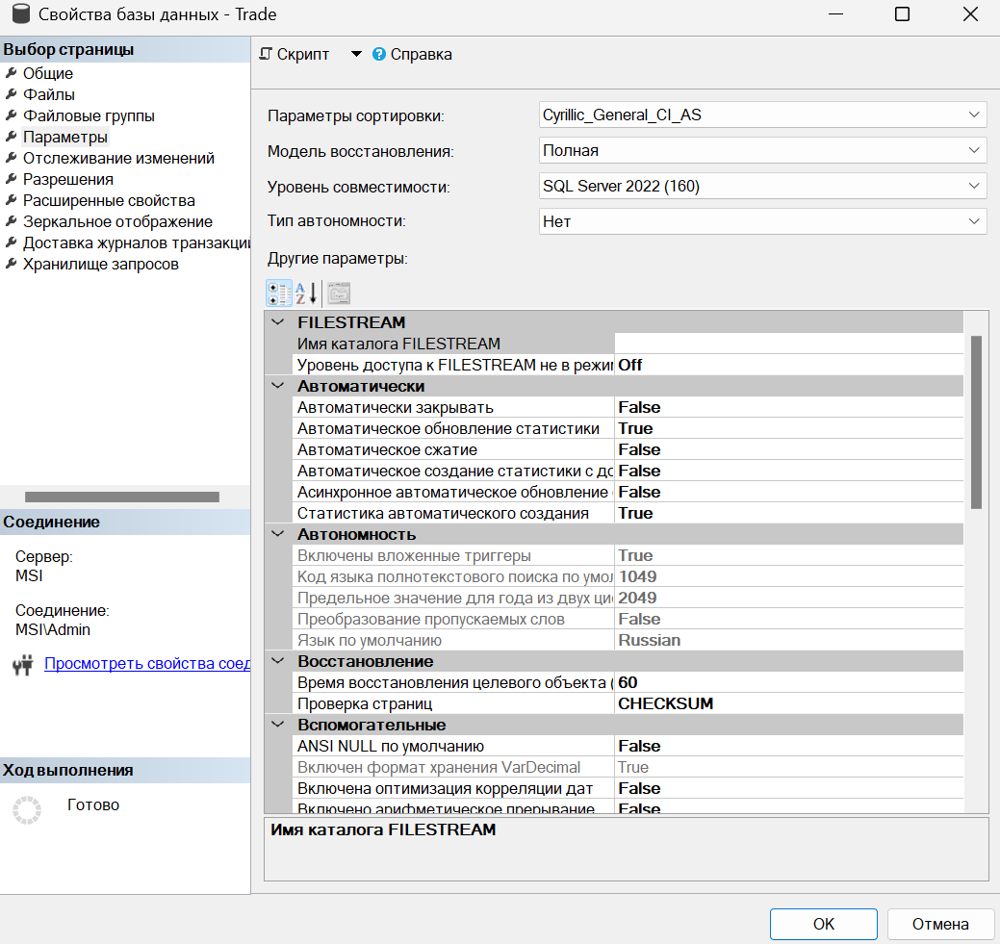 Свойства базы данных - Trade
Выбор страницы
Общие
Файлы
Файловые группы
Параметры
Отслеживание изменений
Разрешения
Расширенные свойства
Зеркальное отображение
Доставка журналов транзакци
Хранилище запросов
Соединение
Сервер:
MSI
Соединение:
MSI\Admin
Просмотреть свойства соед
Ход выполнения
Готово
Скрипт
Справка
Параметры сортировки: Cyrillic_General_CI_AS
Модель восстановления: Полная
Уровень совместимости: SQL Server 2022 (160)
Тип автономности: Нет
Другие параметры:
FILESTREAM
Имя каталога FILESTREAM
Уровень доступа к FILESTREAM не в режи Off
Автоматически
Автоматически закрывать False
Автоматическое обновление статистики True
Автоматическое сжатие False
Автоматическое создание статистики с до False
Асинхронное автоматическое обновление False
Статистика автоматического создания True
Автономность
Включены вложенные триггеры True
Код языка полнотекстового поиска по умол 1049
Предельное значение для года из двух ци 2049
Преобразование пропускаемых слов False
Язык по умолчанию Russian
Восстановление
Время восстановления целевого объекта ( 60
Проверка страниц CHECKSUM
Вспомогательные
ANSI NULL по умолчанию False
Включен формат хранения VarDecimal True
Включена оптимизация корреляции дат False
Включено арифметическое прерывание False
Имя каталога FILESTREAM
OK
Отмена